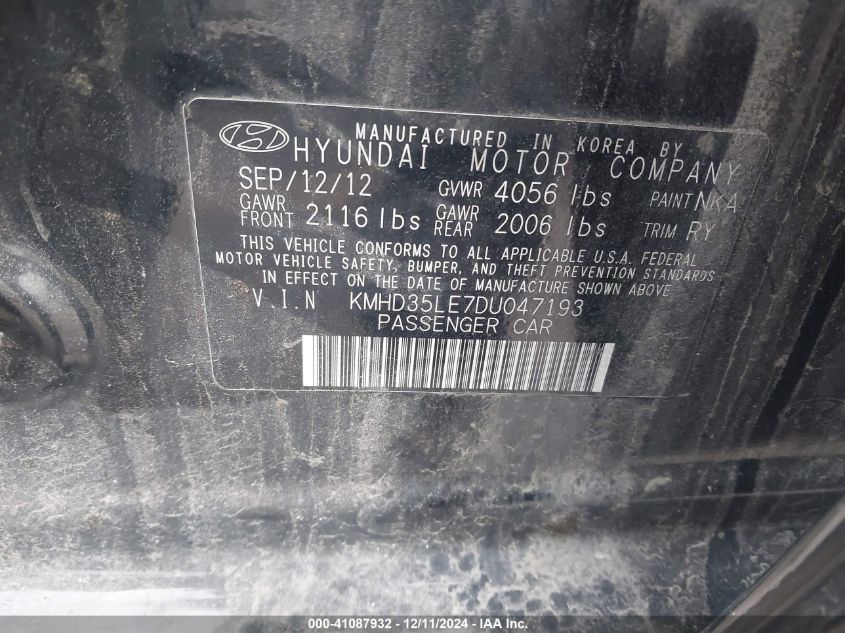 MANUFACTURED IN KOREA BY
HYUNDAI MOTOR COMPANY
SEP/12/12 GVWR 4056 lbs PAINT NKA
GAWR FRONT 2116 lbs GAWR REAR 2006 lbs TRIM RY
THIS VEHICLE CONFORMS TO ALL APPLICABLE U.S.A. FEDERAL
MOTOR VEHICLE SAFETY, BUMPER, AND THEFT PREVENTION STANDARDS
IN EFFECT ON THE DATE OF MANUFACTURE SHOWN ABOVE
V.I.N KMHD35LE7DU047193
PASSENGER CAR
000-41087932 - 12/11/2024 - IAA